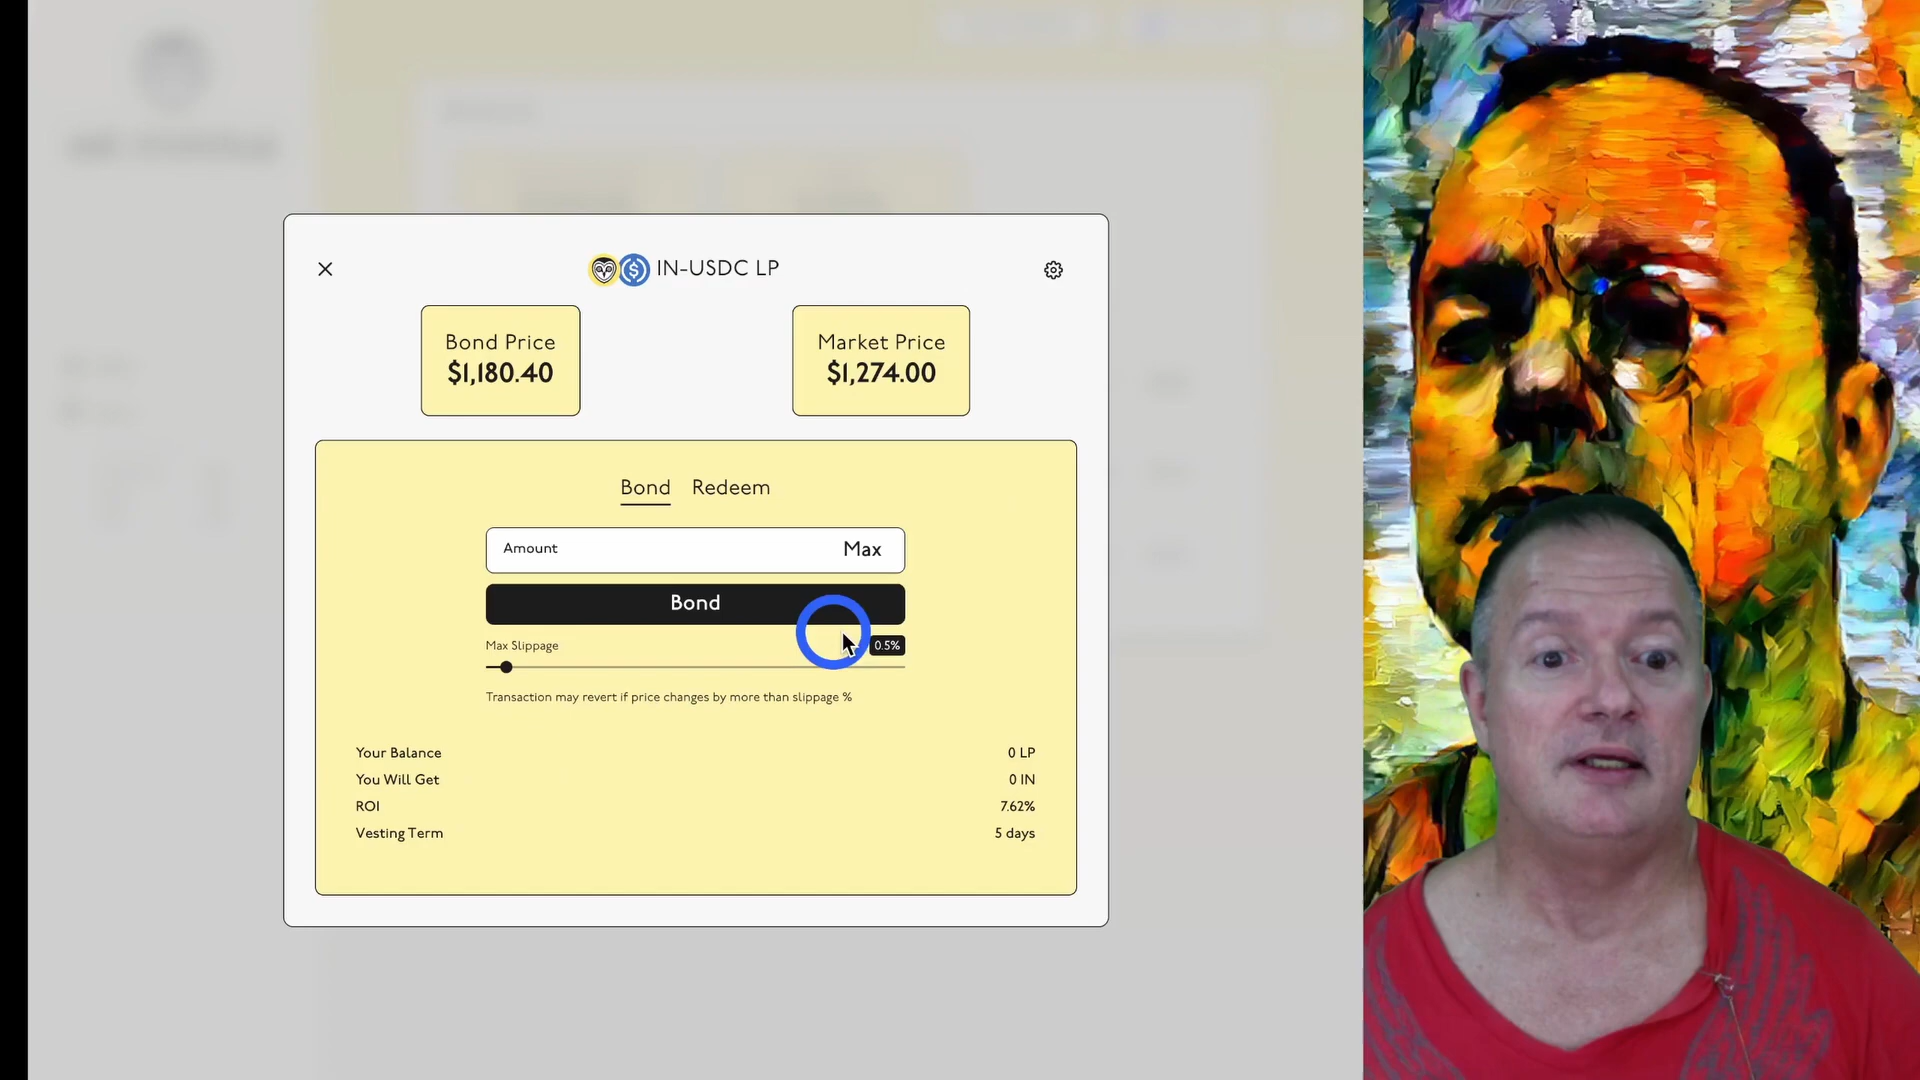 IN-USDC LP
Bond Price
$1,180.40
Market Price
$1,274.00
Bond Redeem
Amount Max
Bond
Max Slippage 0.5%
Transaction may revert if price changes by more than slippage %
Your Balance 0 LP
You Will Get 0 IN
ROI 7.62%
Vesting Term 5 days